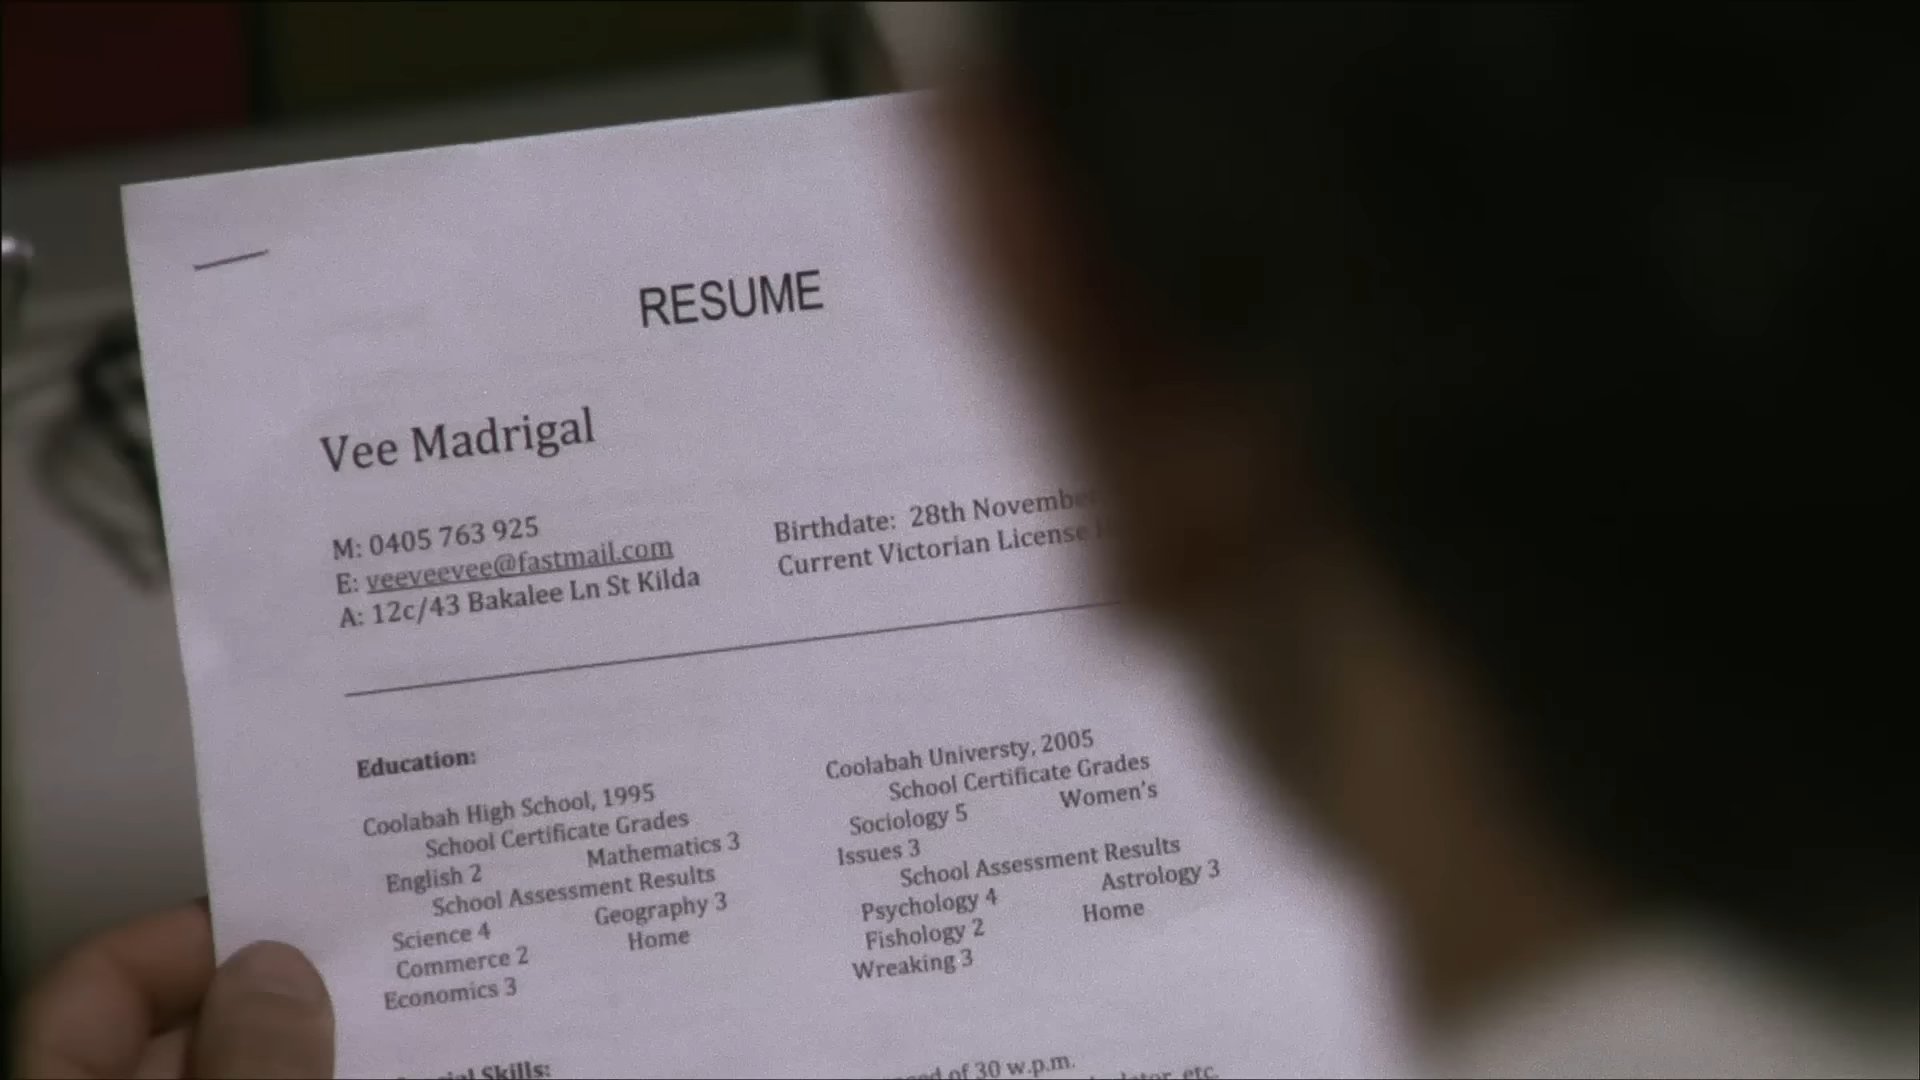 RESUME
Vee Madrigal
M: 0405 763 925
E: veeveevee@fastmail.com
A: 12c/43 Bakalee Ln St Kilda
Birthdate: 28th
Current Victorian License
Education:
Coolabah High School, 1995
School Certificate Grades
English 2 Mathematics 3
School Assessment Results
Science 4 Geography 3
Commerce 2 Home
Economics 3
Coolabah Universty, 2005
School Certificate Grades
Sociology 5 Women's
Issues 3
School Assessment Results
Psychology 4 Astrology 3
Fishology 2 Home
Wreaking 3
Skills:
of 30 w.p.m.
etc.